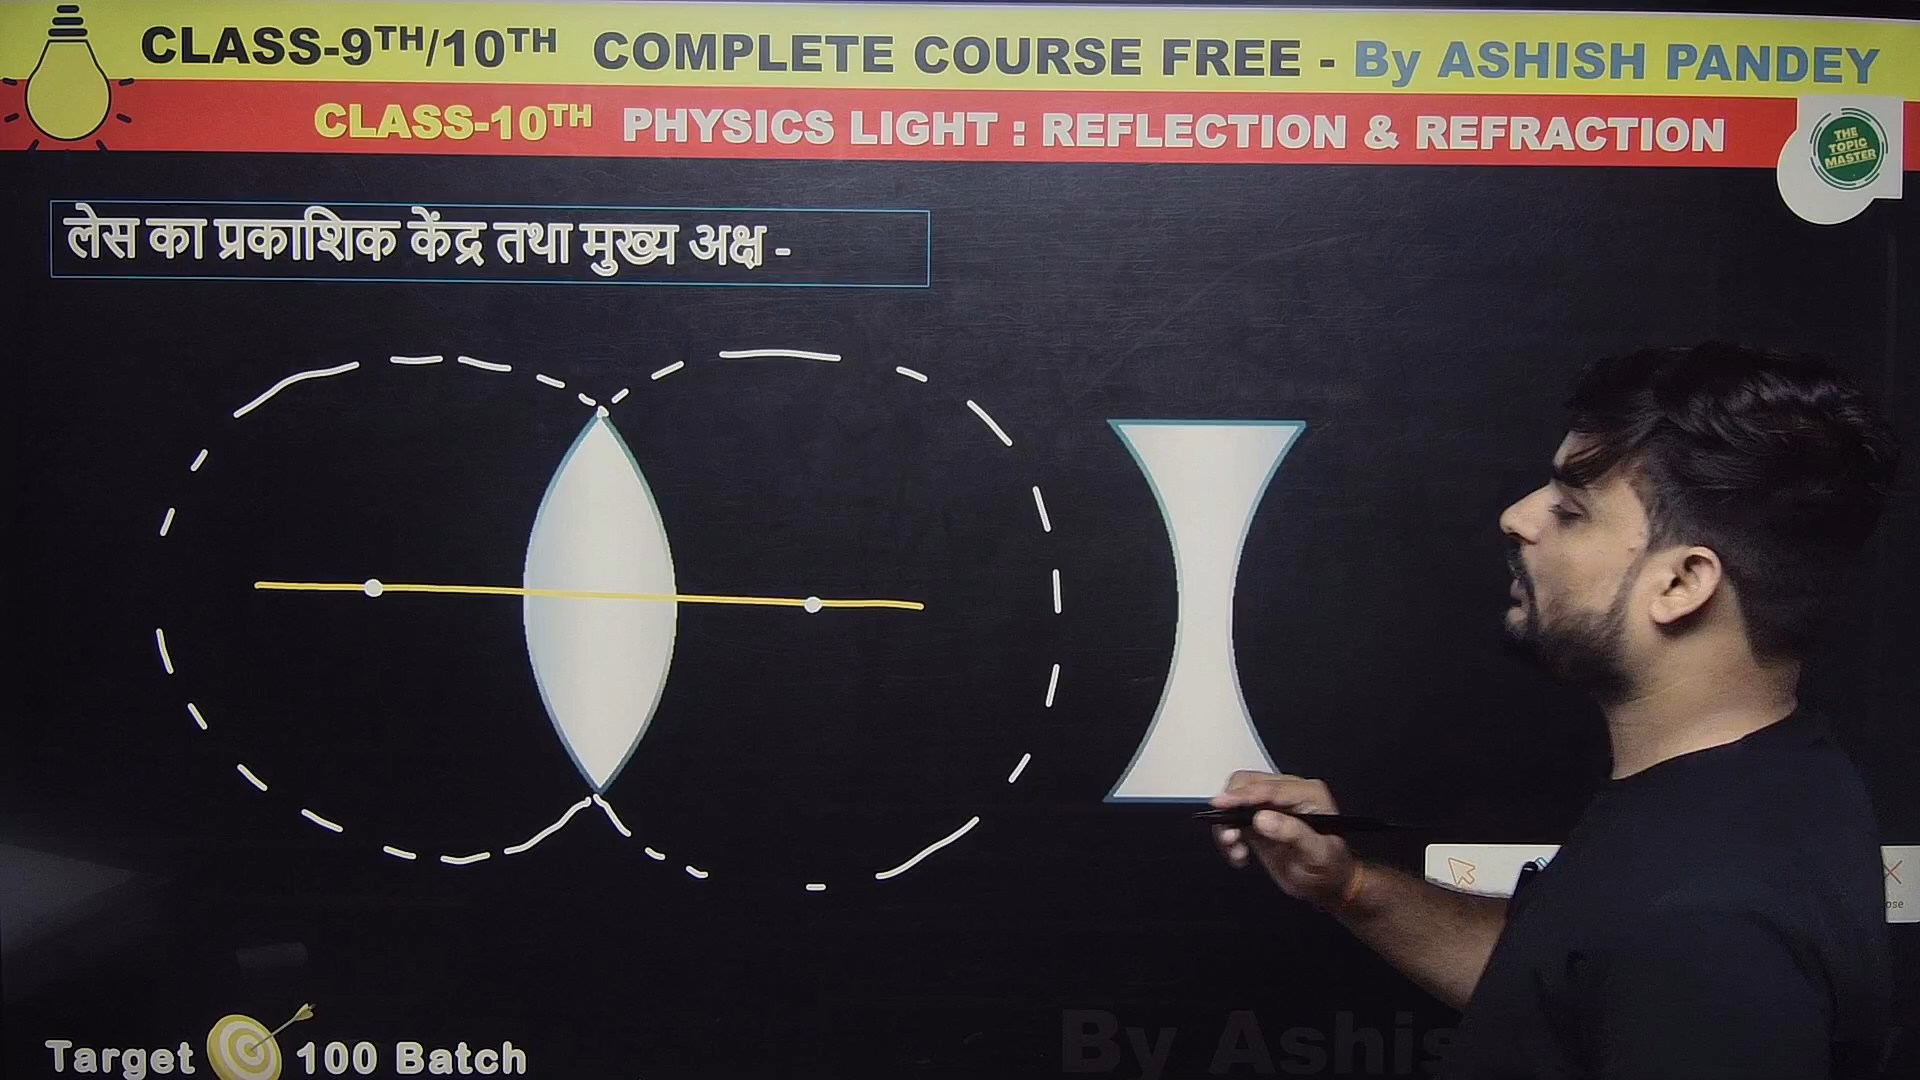 CLASS-9TH/10TH COMPLETE COURSE FREE - By ASHISH PANDEY
CLASS-10TH PHYSICS LIGHT : REFLECTION & REFRACTION
THE
TOPIC
MASTER
लेस का प्रकाशिक केंद्र तथा मुख्य अक्ष -
Target 100 Batch
By Ashis